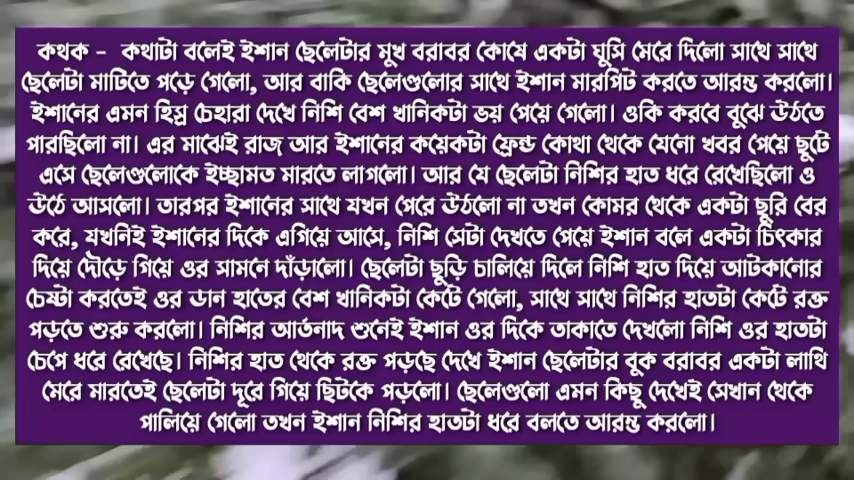 কথক - কথাটা বলেই ইশান ছেলেটার মুখ বরাবর কোষে একটা ঘুসি মেরে দিলো সাথে সাথে
ছেলেটা মাটিতে পড়ে গেলো, আর বাকি ছেলেগুলোর সাথে ইশান মারপিট করতে আরম্ভ করলো।
ইশানের এমন হিস্র চেহারা দেখে নিশি বেশ খানিকটা ভয় পেয়ে গেলো। ওকি করবে বুঝে উঠতে
পারছিলো না। এর মাঝেই রাজ আর ইশানের কয়েকটা ফ্রেন্ড কোথা থেকে যেনো খবর পেয়ে ছুটে
এসে ছেলেগুলোকে ইচ্ছামত মারতে লাগলো। আর যে ছেলেটা নিশির হাত ধরে রেখেছিলো ও
উঠে আসলো। তারপর ইশানের সাথে যখন পেরে উঠলো না তখন কোমর থেকে একটা ছুরি বের
করে, যখনিই ইশানের দিকে এগিয়ে আসে, নিশি সেটা দেখতে পেয়ে ইশান বলে একটা চিৎকার
দিয়ে দৌড়ে গিয়ে ওর সামনে দাঁড়ালো। ছেলেটা ছুড়ি চালিয়ে দিলে নিশি হাত দিয়ে আটকানোর
চেষ্টা করতেই ওর ডান হাতের বেশ খানিকটা কেটে গেলো, সাথে সাথে নিশির হাতটা কেটে রক্ত
পড়তে শুরু করলো। নিশির আর্তনাদ শুনেই ইশান ওর দিকে তাকাতে দেখলো নিশি ওর হাতটা
চেপে ধরে রেখেছে। নিশির হাত থেকে রক্ত পড়ছে দেখে ইশান ছেলেটার বুক বরাবর একটা লাথি
মেরে মারতেই ছেলেটা দূরে গিয়ে ছিটকে পড়লো। ছেলেগুলো এমন কিছু দেখেই সেখান থেকে
পালিয়ে গেলো তখন ইশান নিশির হাতটা ধরে বলতে আরম্ভ করলো।